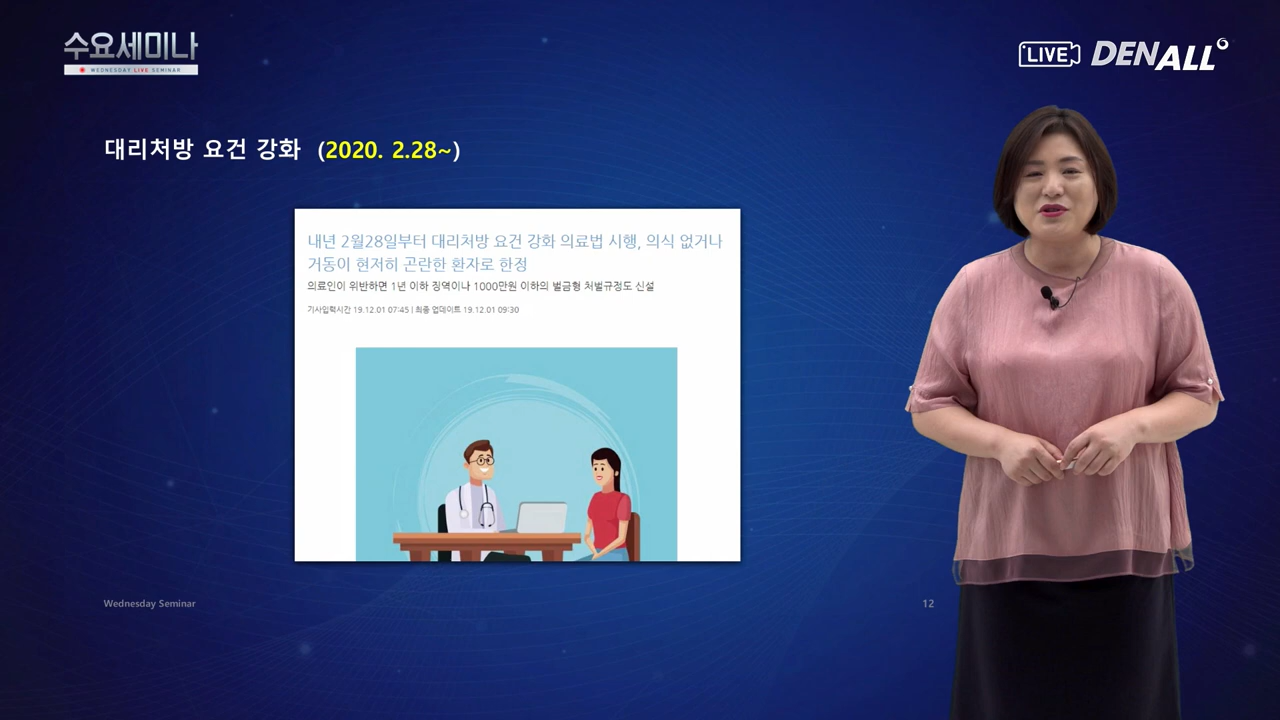 수요세미나
WEDNESDAY LIVE SEMINAR
LIVE DENALL
대리처방 요건 강화 (2020. 2.28~)
내년 2월28일부터 대리처방 요건 강화 의료법 시행, 의식 없거나
거동이 현저히 곤란한 환자로 한정
의료인이 위반하면 1년 이하 징역이나 1000만원 이하의 벌금형 처벌규정도 신설
기사입력시간 19.12.01 07:45 | 최종 업데이트 19.12.01 09:30
Wednesday Seminar
12